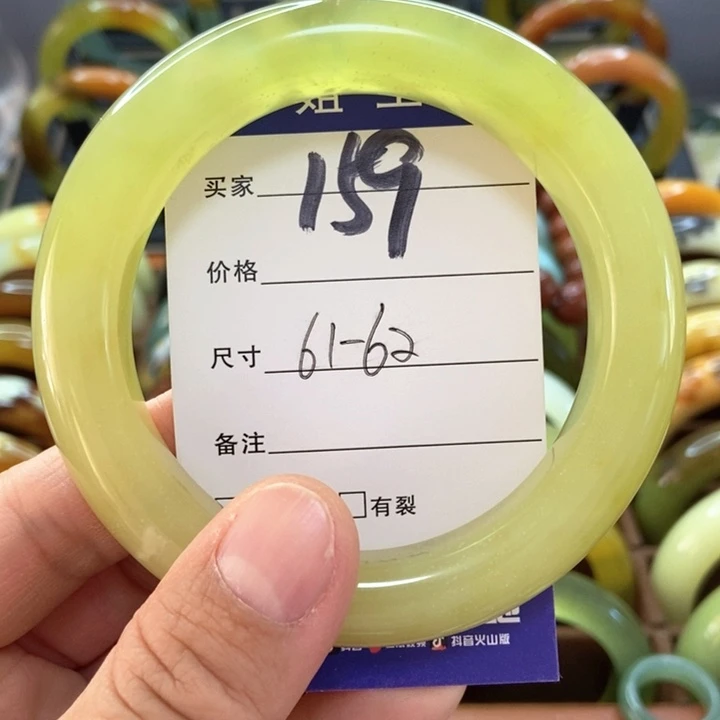 买家 159
价格
尺寸 61-62
备注
有裂
抖音火山版